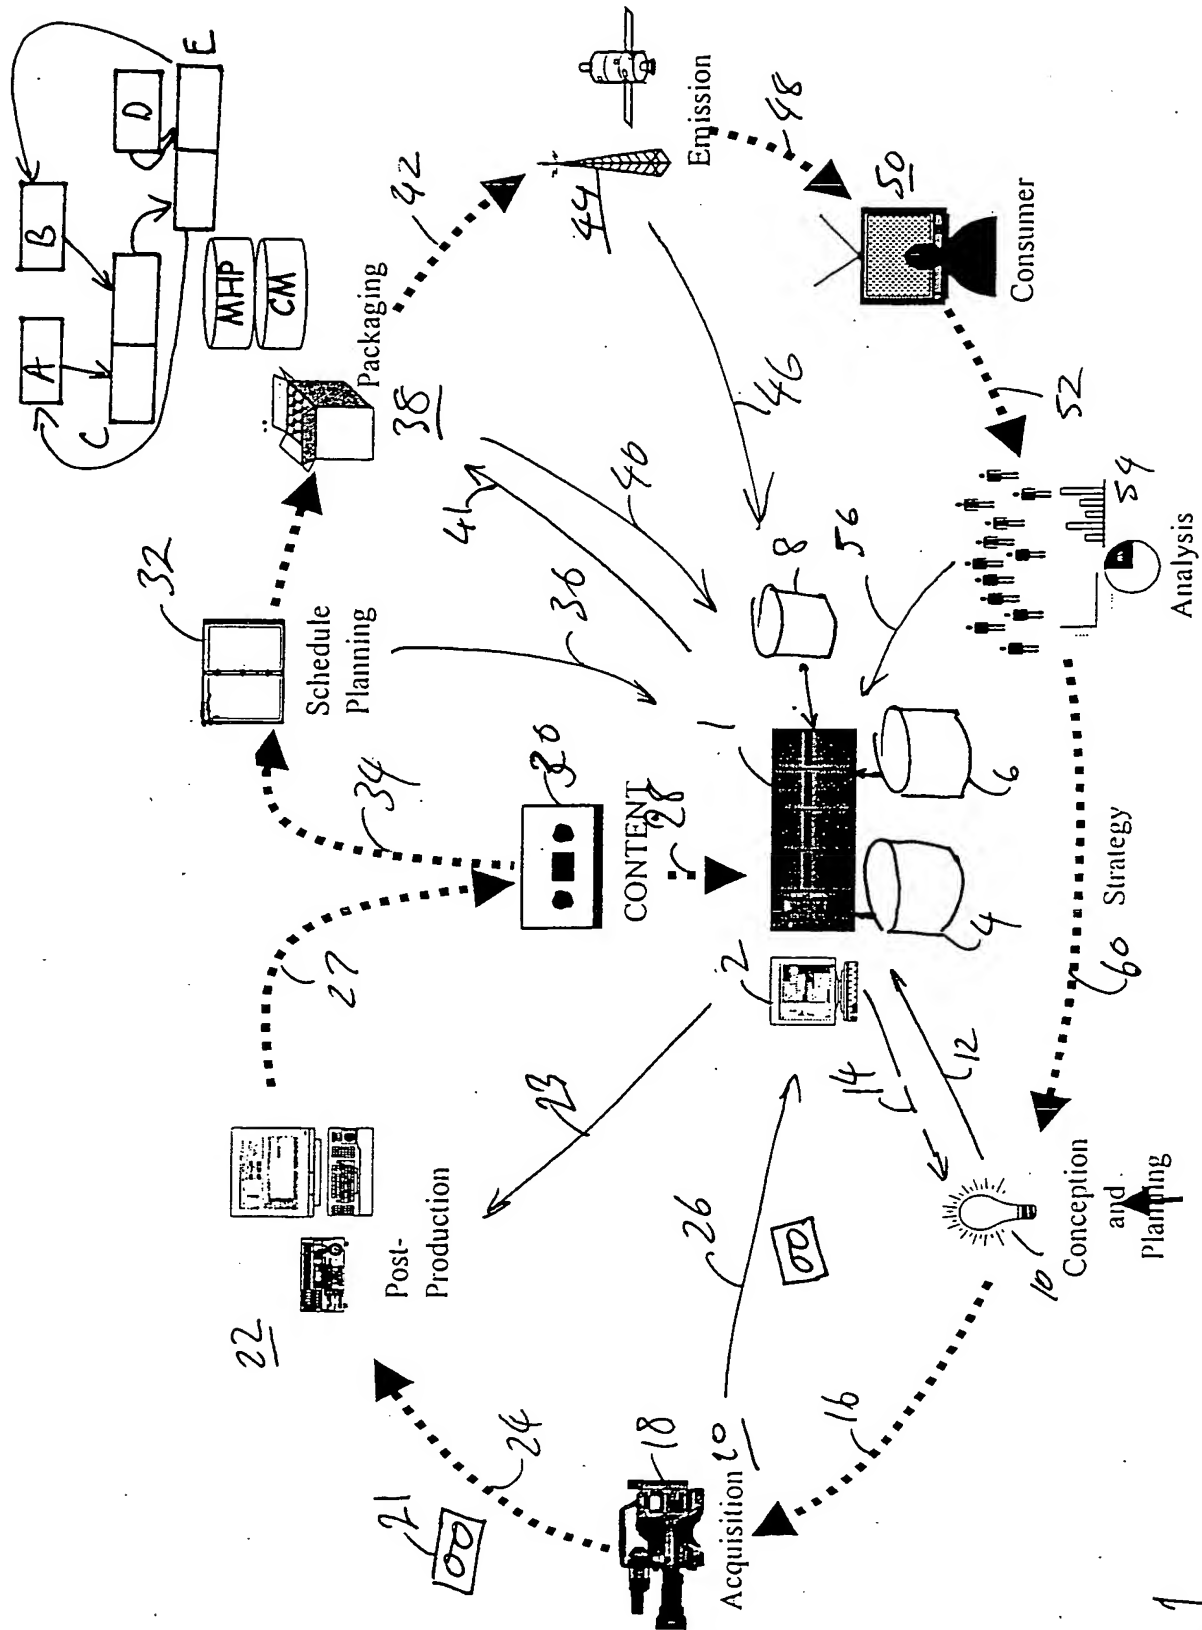 A
B
C
D
E
MHP
CM
32
Schedule
Planning
Packaging
38
42
44
Emission
48
50
Consumer
52
54
Analysis
34
27
30
CONTENT
28
36
41
40
46
8
56
1
2
4
6
23
22
Post-
Production
24
21
18
Acquisition
20
26
14
12
16
10
Conception
and
Planning
60
Strategy
1